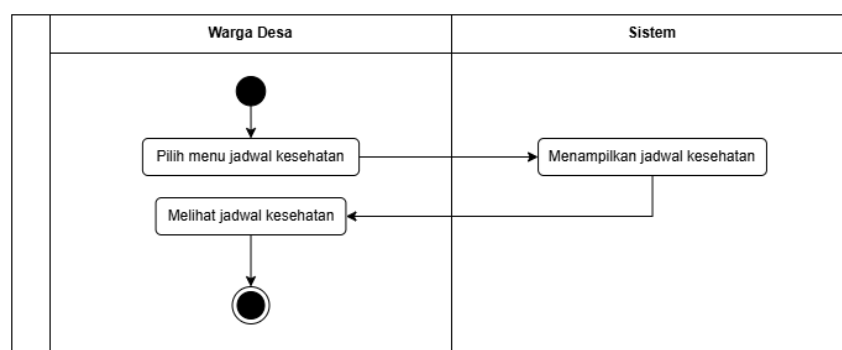 Warga Desa
Sistem
Pilih menu jadwal kesehatan
Menampilkan jadwal kesehatan
Melihat jadwal kesehatan